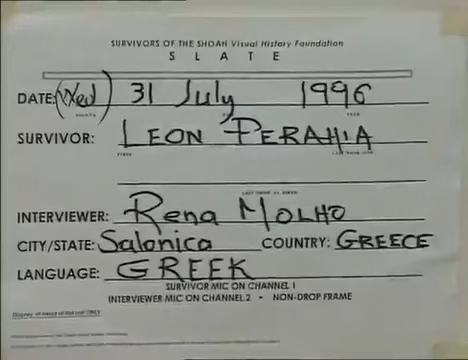 SURVIVORS OF THE SHOAH Visual History Foundation
SLATE
DATE: (Wed) 31 July 1996
SURVIVOR: LEON PERAHIA
INTERVIEWER: Rena MOLHO
CITY/STATE: Salonica COUNTRY: GREECE
LANGUAGE: GREEK
SURVIVOR MIC ON CHANNEL 1
INTERVIEWER MIC ON CHANNEL 2 • NON-DROP FRAME